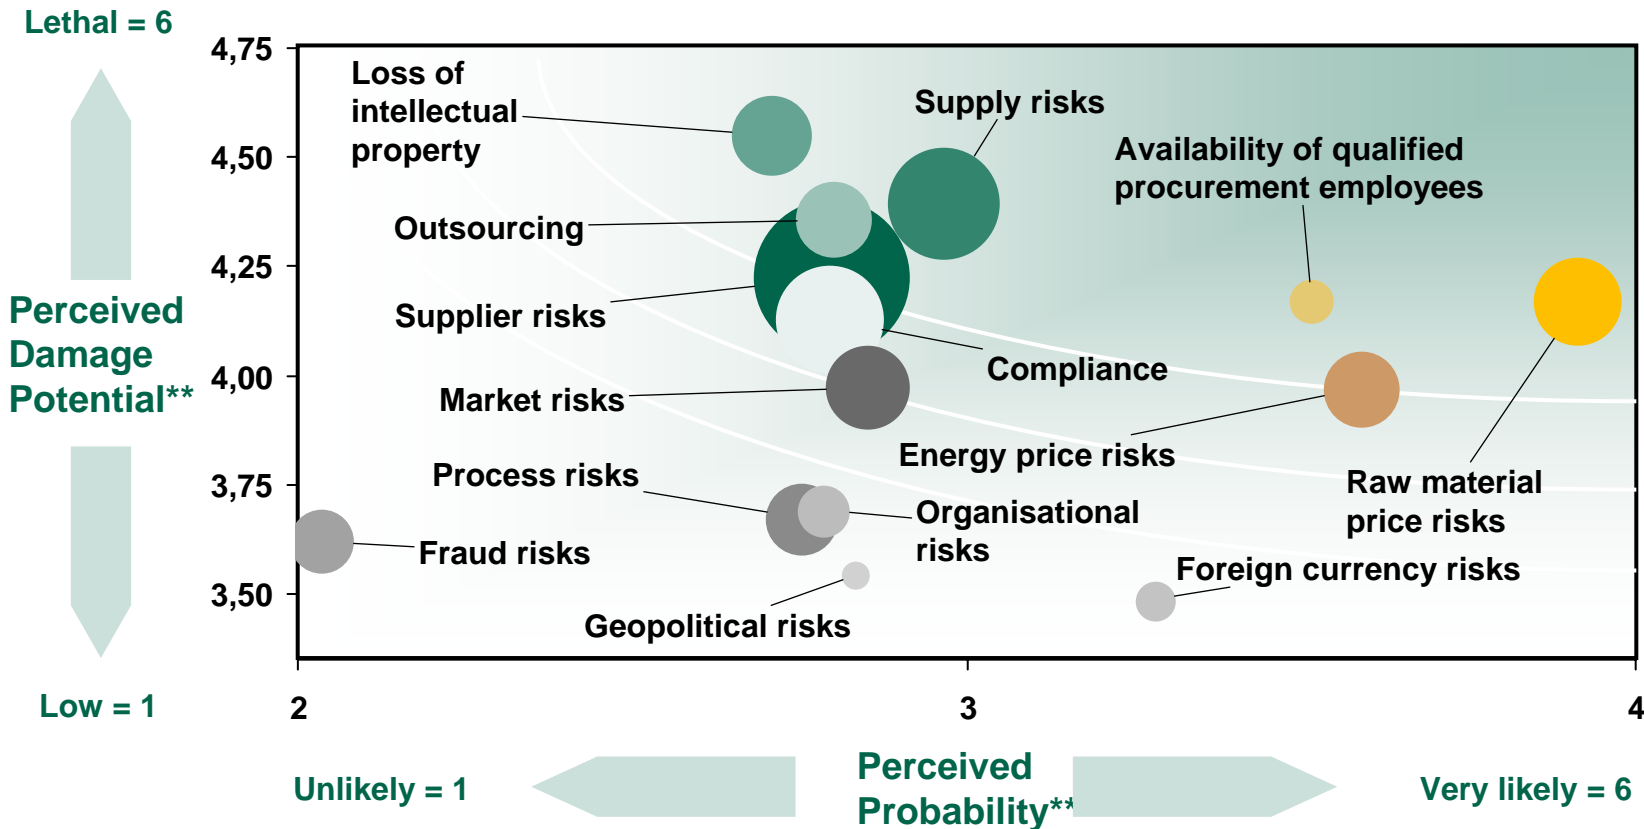 Lethal = 6
4,75
Loss of
intellectual
property
Supply risks
Availability of qualified
procurement employees
4,50
Outsourcing
4,25
Perceived
Damage
Potential**
Supplier risks
Compliance
4,00
Market risks
Energy price risks
Process risks
3,75
Raw material
price risks
Organisational
risks
Fraud risks
Foreign currency risks
3,50
Geopolitical risks
Low = 1
2
3
4
Unlikely = 1
Perceived
Probability**
Very likely = 6